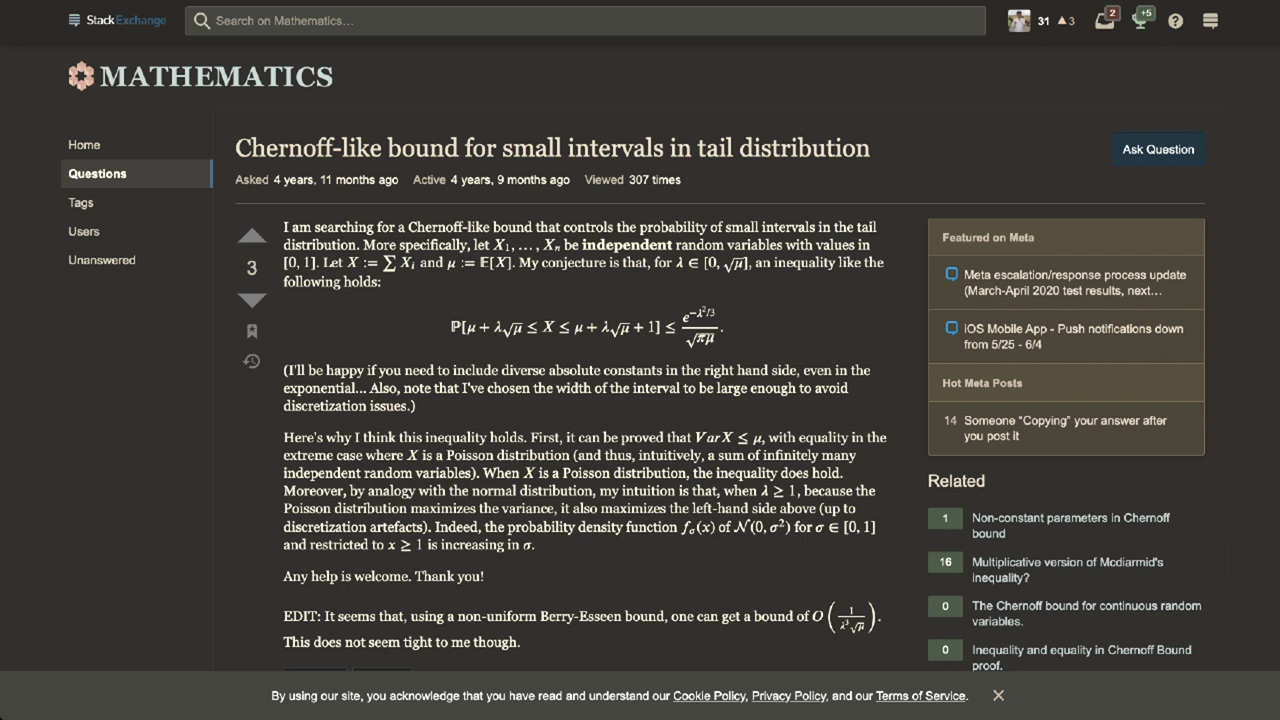 StackExchange
Search on Mathematics...
31 ▲3
2
+5
MATHEMATICS
Home
Questions
Tags
Users
Unanswered
Chernoff-like bound for small intervals in tail distribution
Ask Question
Asked 4 years, 11 months ago Active 4 years, 9 months ago Viewed 307 times
3
I am searching for a Chernoff-like bound that controls the probability of small intervals in the tail
distribution. More specifically, let X₁, … , Xₙ be independent random variables with values in
[0, 1]. Let X := ∑ Xᵢ and μ := 𝔼[X]. My conjecture is that, for λ ∈ [0, √μ], an inequality like the
following holds:
ℙ[μ + λ√μ ≤ X ≤ μ + λ√μ + 1] ≤ e^{-λ²/3} / √(πμ).
(I'll be happy if you need to include diverse absolute constants in the right hand side, even in the
exponential... Also, note that I've chosen the width of the interval to be large enough to avoid
discretization issues.)
Here's why I think this inequality holds. First, it can be proved that Var X ≤ μ, with equality in the
extreme case where X is a Poisson distribution (and thus, intuitively, a sum of infinitely many
independent random variables). When X is a Poisson distribution, the inequality does hold.
Moreover, by analogy with the normal distribution, my intuition is that, when λ ≥ 1, because the
Poisson distribution maximizes the variance, it also maximizes the left-hand side above (up to
discretization artefacts). Indeed, the probability density function f_σ(x) of 𝒩(0, σ²) for σ ∈ [0, 1]
and restricted to x ≥ 1 is increasing in σ.
Any help is welcome. Thank you!
EDIT: It seems that, using a non-uniform Berry-Esseen bound, one can get a bound of O(1/(λ³√μ)).
This does not seem tight to me though.
Featured on Meta
Meta escalation/response process update
(March-April 2020 test results, next...
iOS Mobile App - Push notifications down
from 5/25 - 6/4
Hot Meta Posts
14 Someone "Copying" your answer after
you post it
Related
1 Non-constant parameters in Chernoff
bound
16 Multiplicative version of Mcdiarmid's
inequality?
0 The Chernoff bound for continuous random
variables.
0 Inequality and equality in Chernoff Bound
proof.
By using our site, you acknowledge that you have read and understand our Cookie Policy, Privacy Policy, and our Terms of Service.